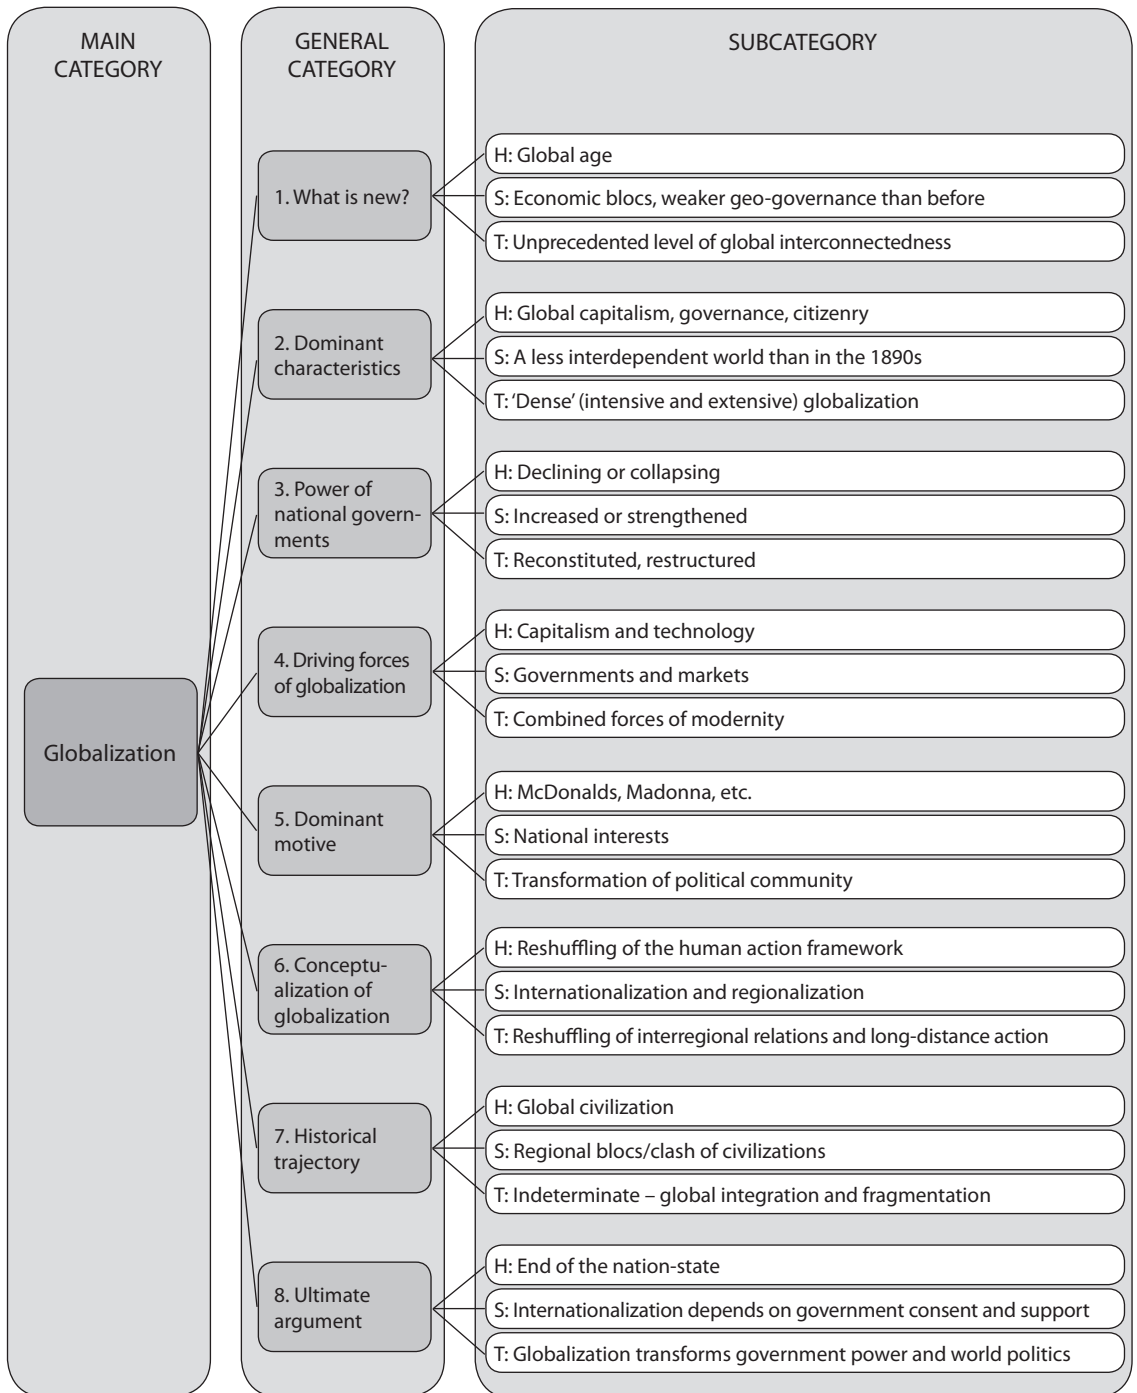 MAIN
CATEGORY
GENERAL
CATEGORY
SUBCATEGORY
Globalization
1. What is new?
H: Global age
S: Economic blocs, weaker geo-governance than before
T: Unprecedented level of global interconnectedness
2. Dominant
characteristics
H: Global capitalism, governance, citizenry
S: A less interdependent world than in the 1890s
T: ‘Dense’ (intensive and extensive) globalization
3. Power of
national govern-
ments
H: Declining or collapsing
S: Increased or strengthened
T: Reconstituted, restructured
4. Driving forces
of globalization
H: Capitalism and technology
S: Governments and markets
T: Combined forces of modernity
5. Dominant
motive
H: McDonalds, Madonna, etc.
S: National interests
T: Transformation of political community
6. Conceptu-
alization of
globalization
H: Reshuffling of the human action framework
S: Internationalization and regionalization
T: Reshuffling of interregional relations and long-distance action
7. Historical
trajectory
H: Global civilization
S: Regional blocs/clash of civilizations
T: Indeterminate – global integration and fragmentation
8. Ultimate
argument
H: End of the nation-state
S: Internationalization depends on government consent and support
T: Globalization transforms government power and world politics